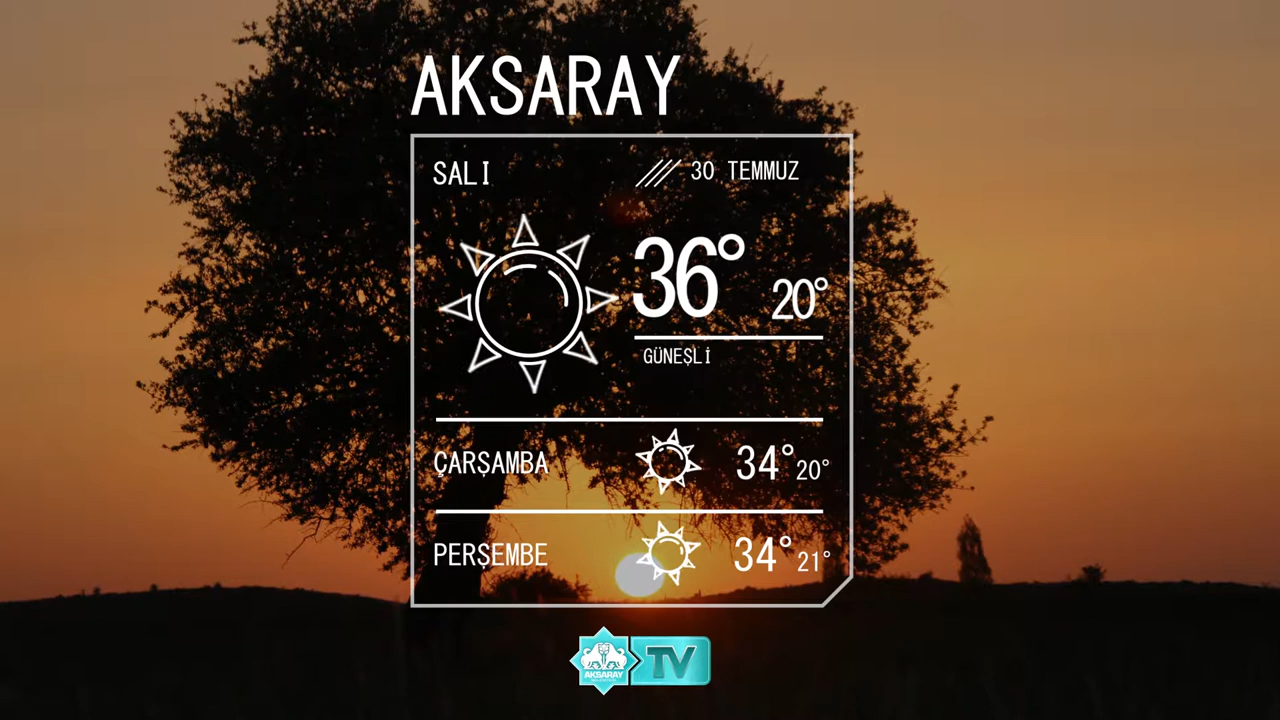 AKSARAY
SALI
30 TEMMUZ
36°
20°
GÜNEŞLİ
ÇARŞAMBA
34° 20°
PERŞEMBE
34° 21°
AKSARAY
TV